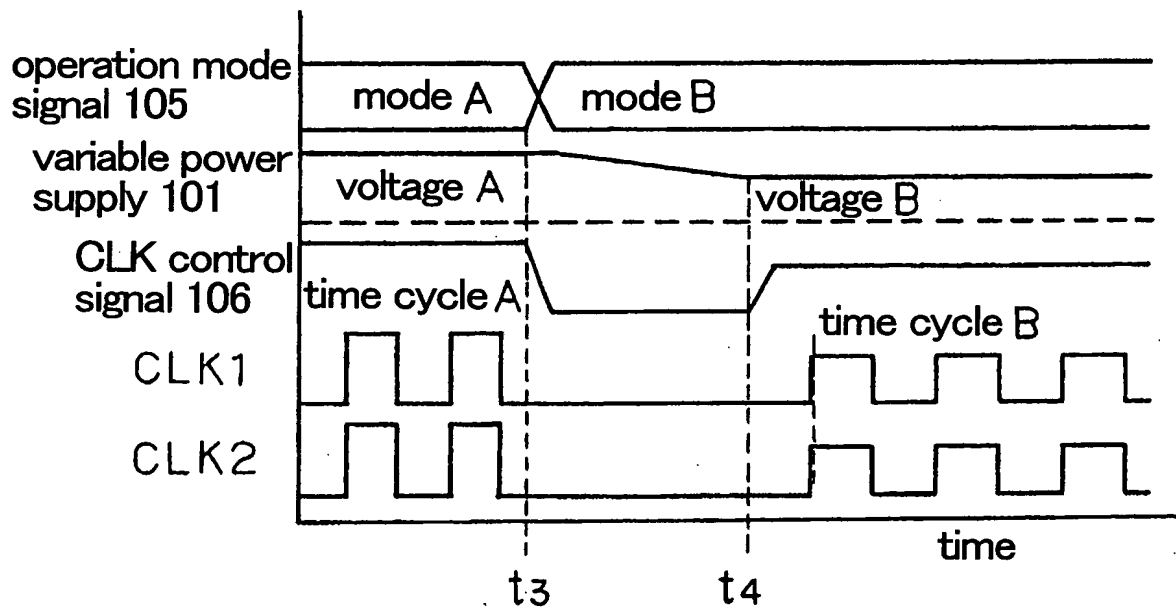 operation mode
signal 105
mode A
mode B
variable power
supply 101
voltage A
voltage B
CLK control
signal 106
time cycle A
time cycle B
CLK1
CLK2
time
t3
t4